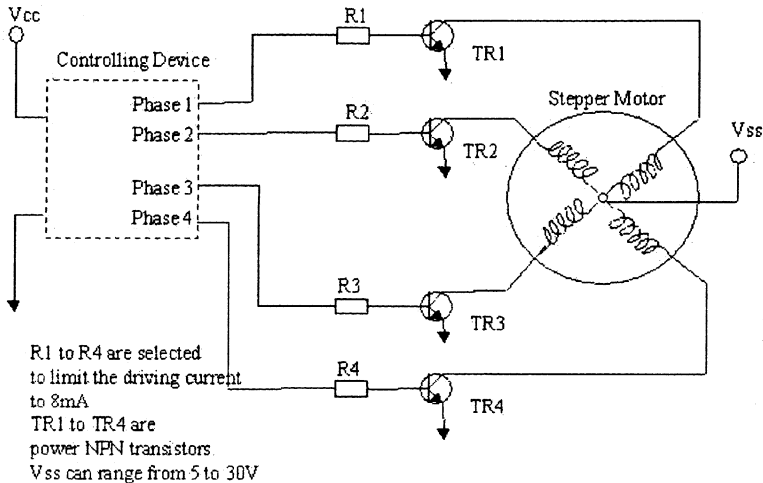 Vcc
Controlling Device
Phase 1
Phase 2
Phase 3
Phase 4
R1
TR1
R2
TR2
Stepper Motor
Vss
R3
TR3
R4
TR4
R1 to R4 are selected
to limit the driving current
to 8mA
TR1 to TR4 are
power NPN transistors.
Vss can range from 5 to 30V